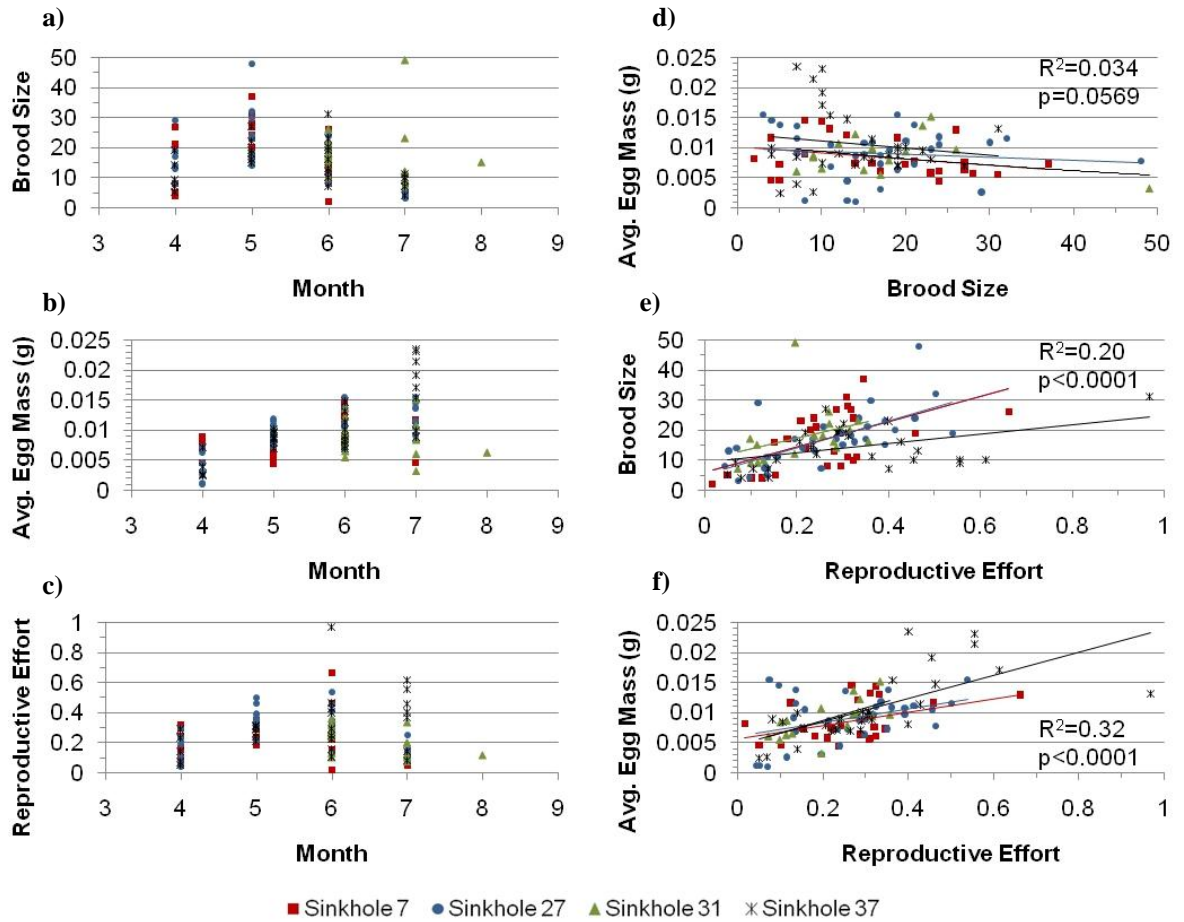 a)
50
40
30
20
10
0
Brood Size
3 4 5 6 7 8 9
Month
b)
0.025
0.02
0.015
0.01
0.005
0
Avg. Egg Mass (g)
3 4 5 6 7 8 9
Month
c)
1
0.8
0.6
0.4
0.2
0
Reproductive Effort
3 4 5 6 7 8 9
Month
d)
0.025
0.02
0.015
0.01
0.005
0
Avg. Egg Mass (g)
R²=0.034
p=0.0569
0 10 20 30 40 50
Brood Size
e)
50
40
30
20
10
0
Brood Size
R²=0.20
p<0.0001
0 0.2 0.4 0.6 0.8 1
Reproductive Effort
f)
0.025
0.02
0.015
0.01
0.005
0
Avg. Egg Mass (g)
R²=0.32
p<0.0001
0 0.2 0.4 0.6 0.8 1
Reproductive Effort
Sinkhole 7 Sinkhole 27 Sinkhole 31 Sinkhole 37